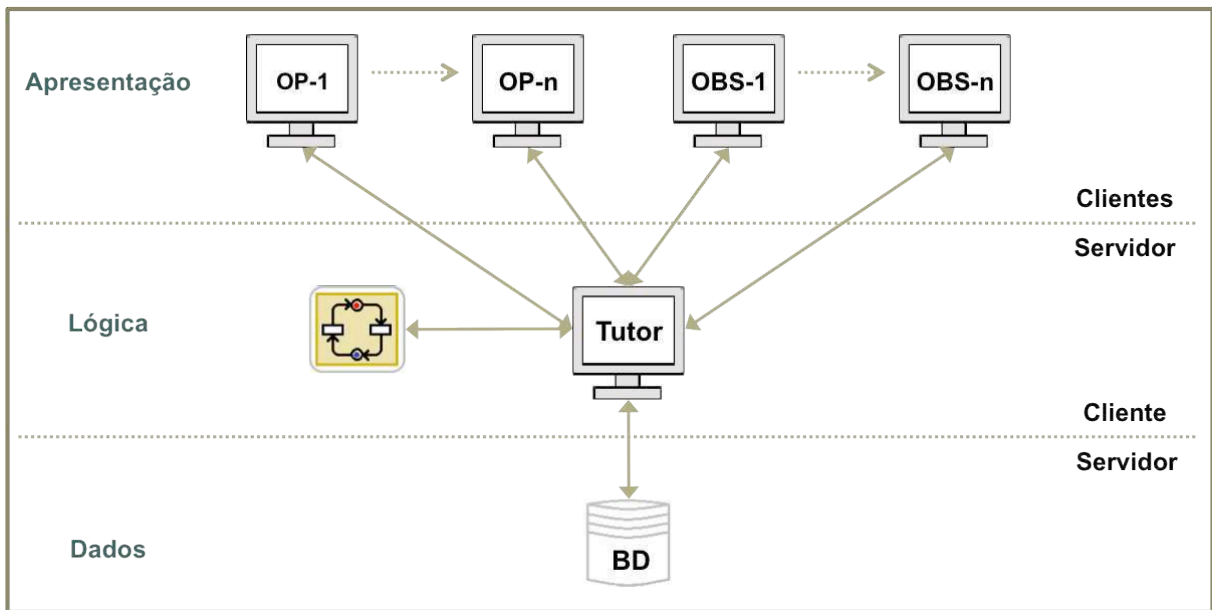 OP-1
OP-n
OBS-1
OBS-n
Apresentação
Clientes
Servidor
Lógica
Tutor
Cliente
Servidor
Dados
BD